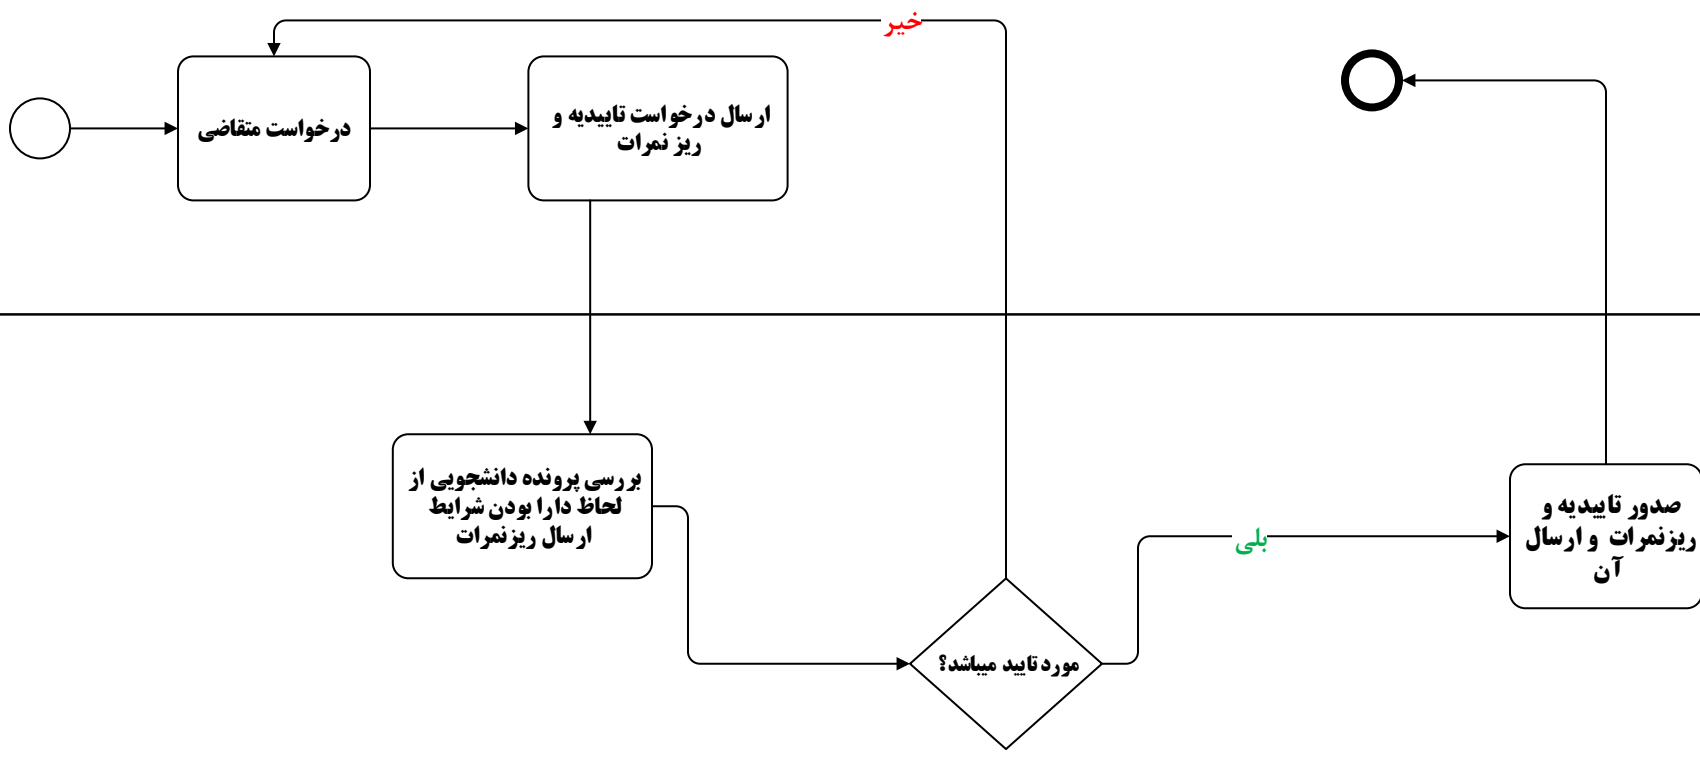 خیر
درخواست متقاضی
ارسال درخواست تاییدیه و
ریز نمرات
بررسی پرونده دانشجویی از
لحاظ دارا بودن شرایط
ارسال ریزنمرات
مورد تایید میباشد؟
بلی
صدور تاییدیه و
ریزنمرات و ارسال
آن